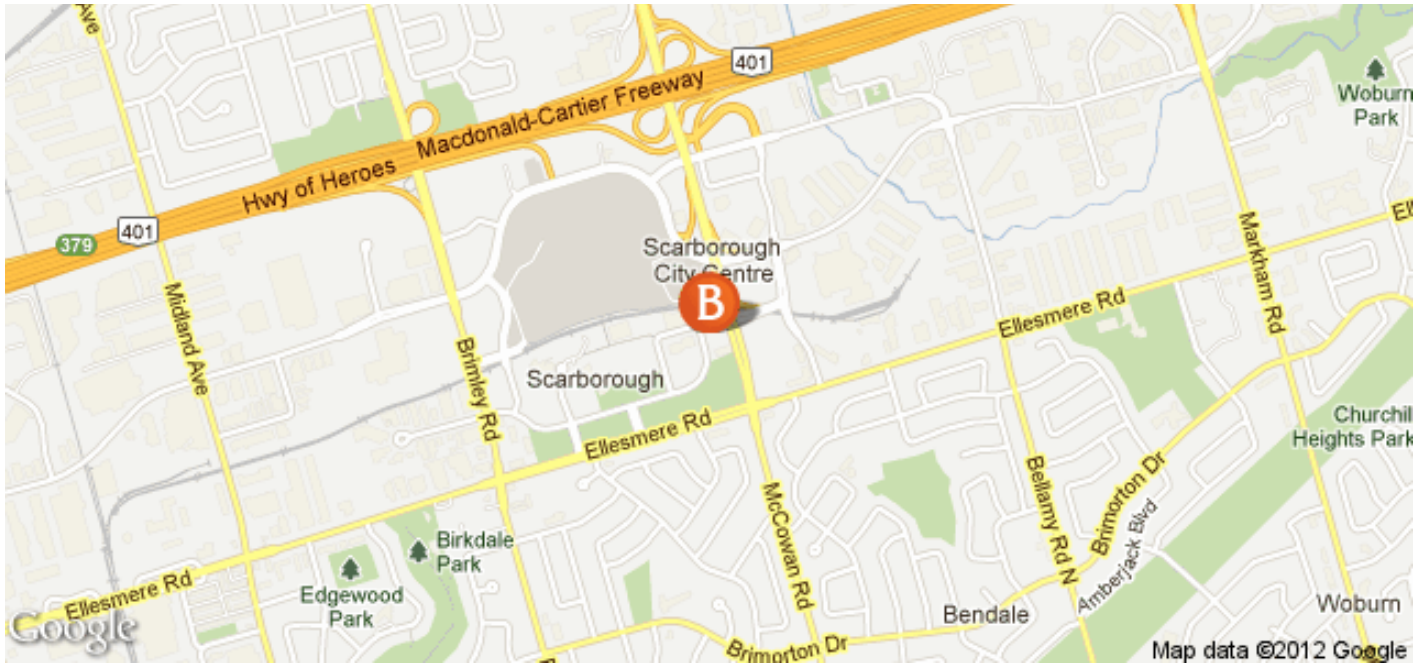 Ave
401
Macdonald-Cartier Freeway
Hwy of Heroes
Woburn
Park
401
379
Scarborough
City Centre
B
Markham Rd
Ellesmere Rd
Midland Ave
Brimley Rd
Scarborough
Ellesmere Rd
Churchill
Heights Park
McCowan Rd
Bellamy Rd N
Brimorton Dr
Amberjack Blvd
Birkdale
Park
Edgewood
Park
Ellesmere Rd
Bendale
Woburn
Google
Brimorton Dr
Map data ©2012 Google